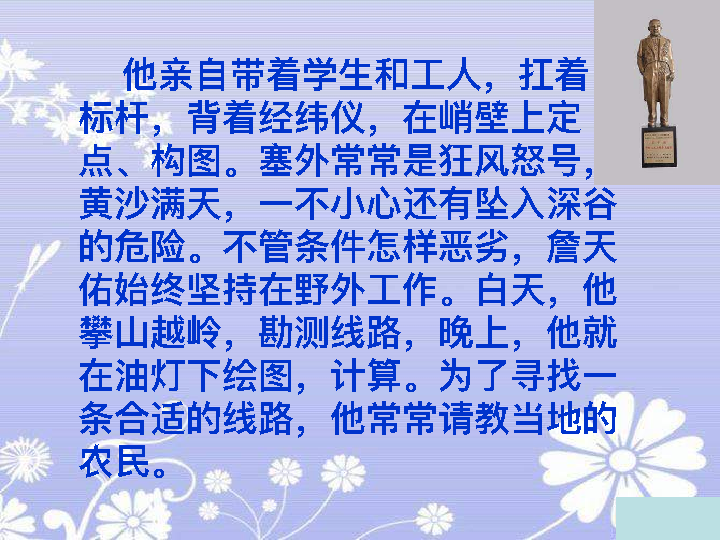 他亲自带着学生和工人，扛着
标杆，背着经纬仪，在峭壁上定
点、构图。塞外常常是狂风怒号，
黄沙满天，一不小心还有坠入深谷
的危险。不管条件怎样恶劣，詹天
佑始终坚持在野外工作。白天，他
攀山越岭，勘测线路，晚上，他就
在油灯下绘图，计算。为了寻找一
条合适的线路，他常常请教当地的
农民。